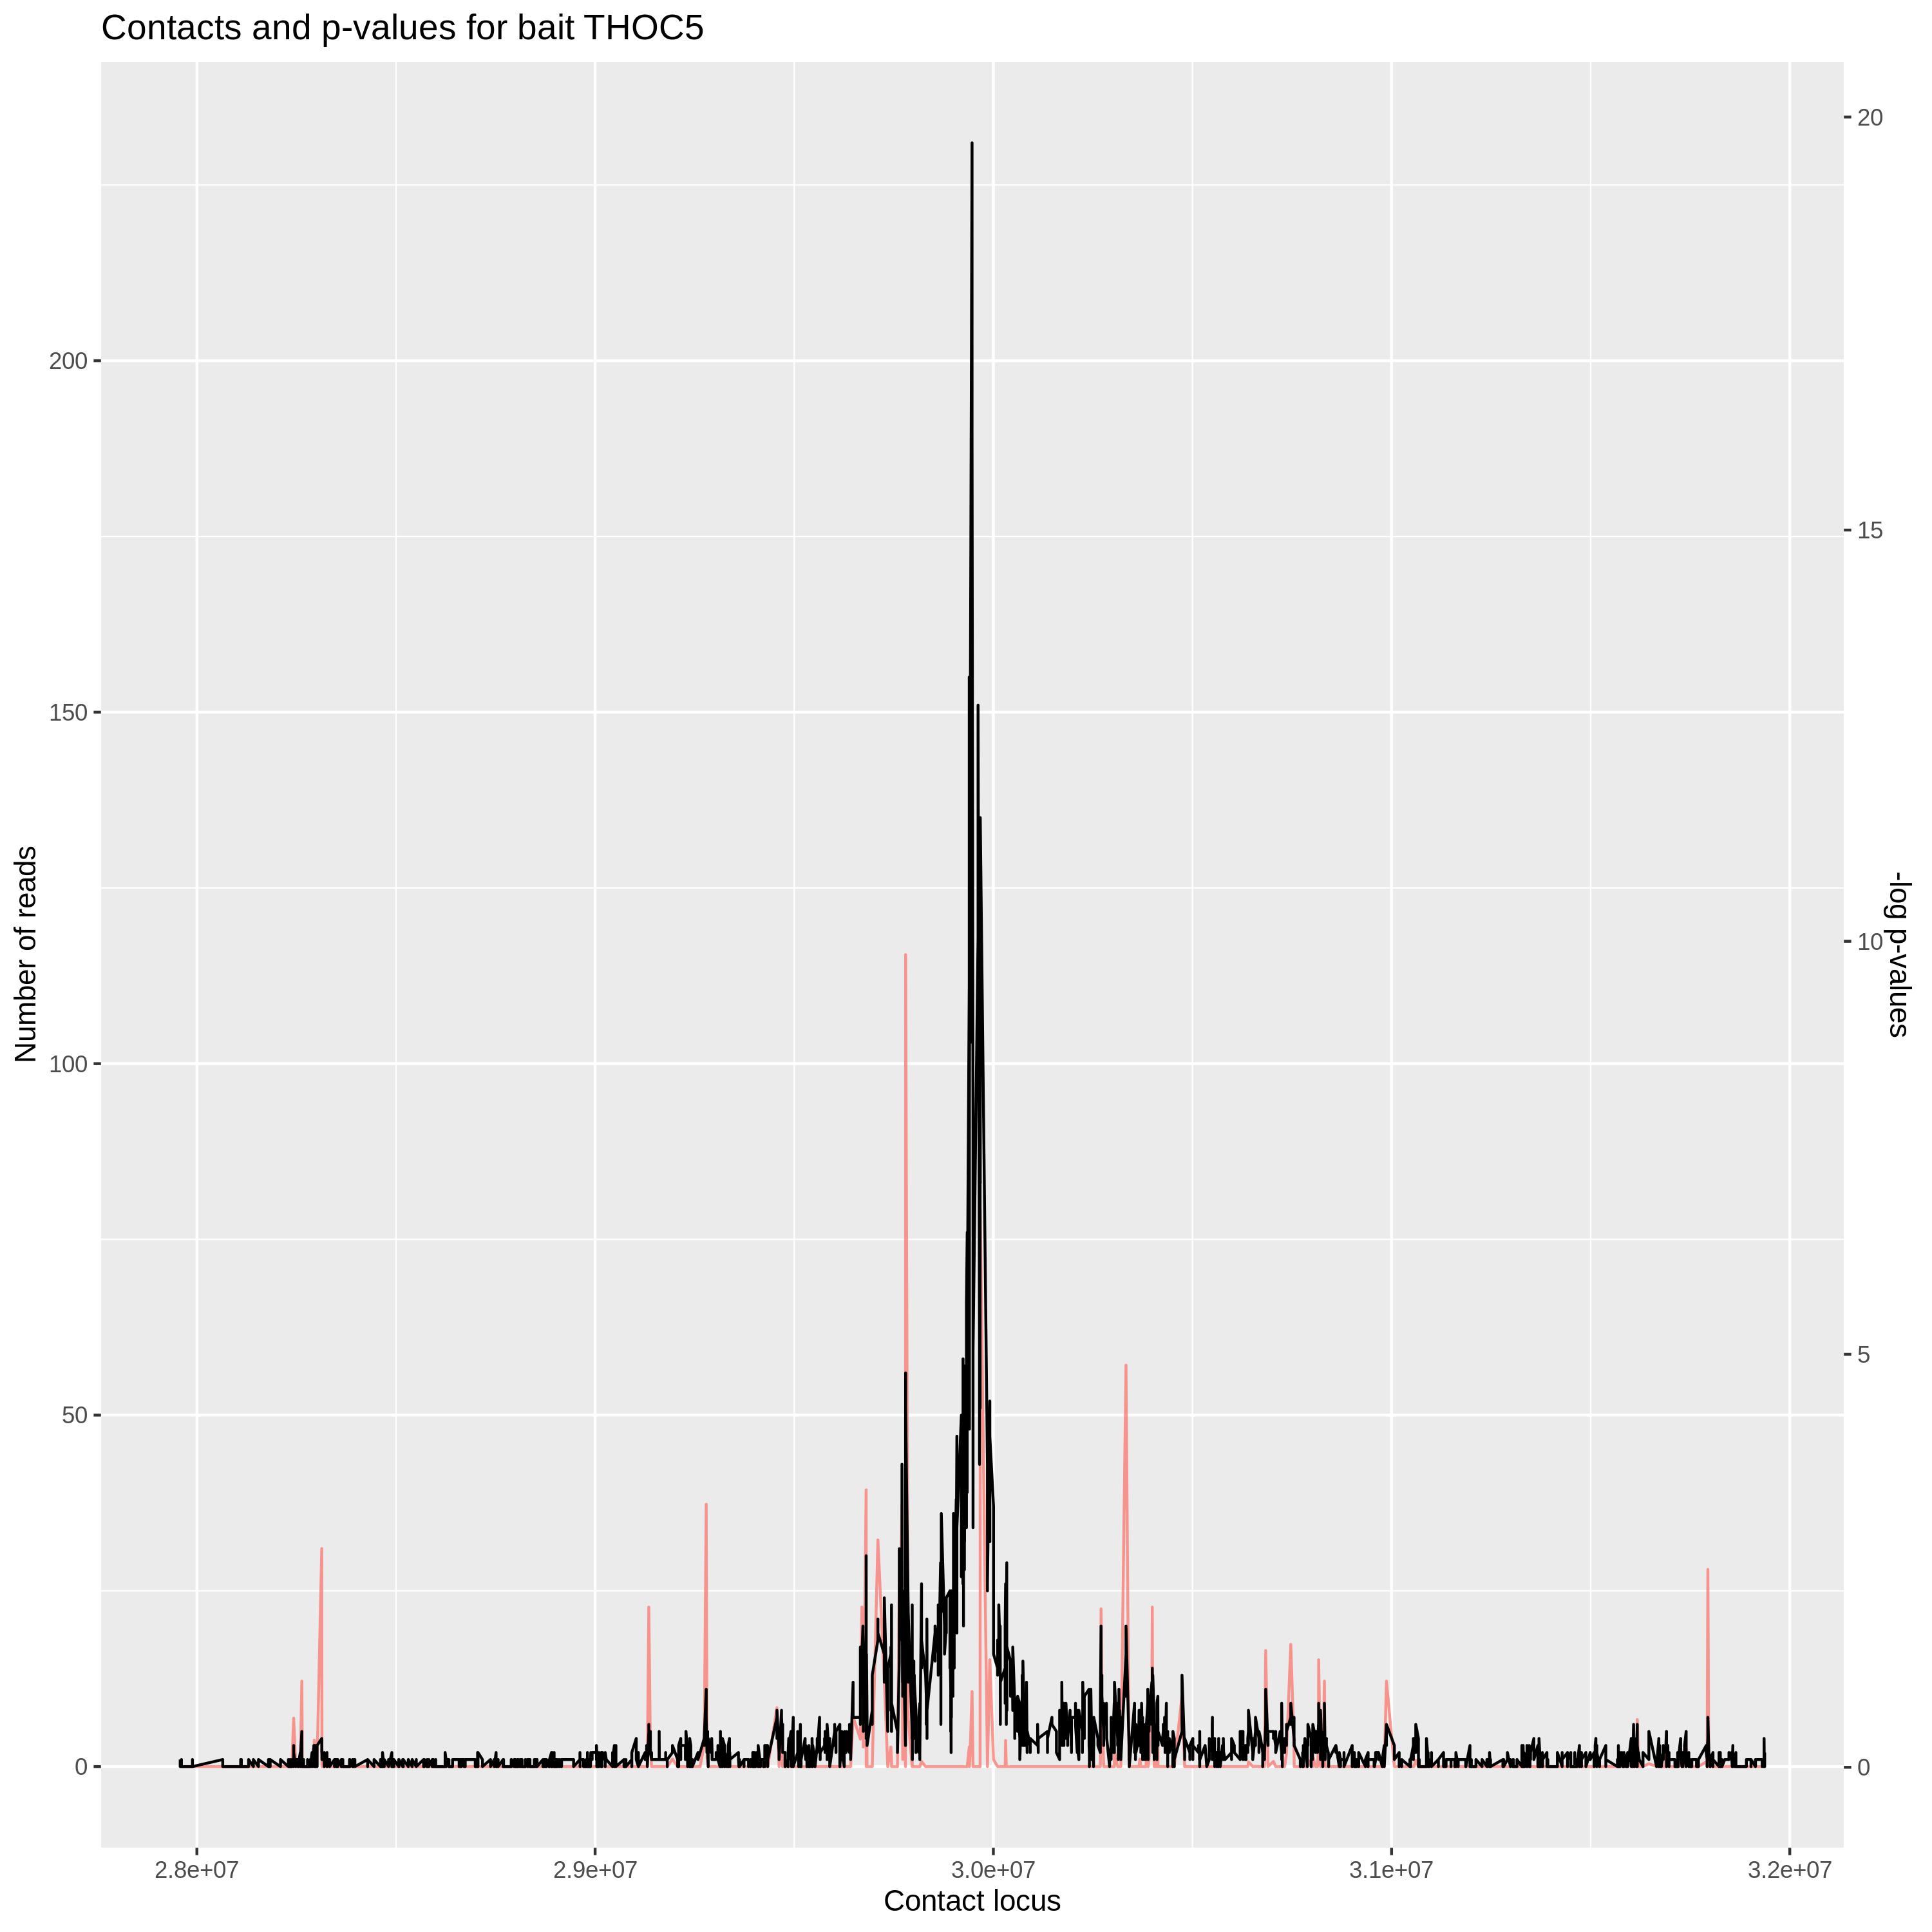 Contacts and p-values for bait THOC5
Number of reads
200
150
100
50
0
20
15
10
5
0
-log p-values
2.8e+07 2.9e+07 3.0e+07 3.1e+07 3.2e+07
Contact locus